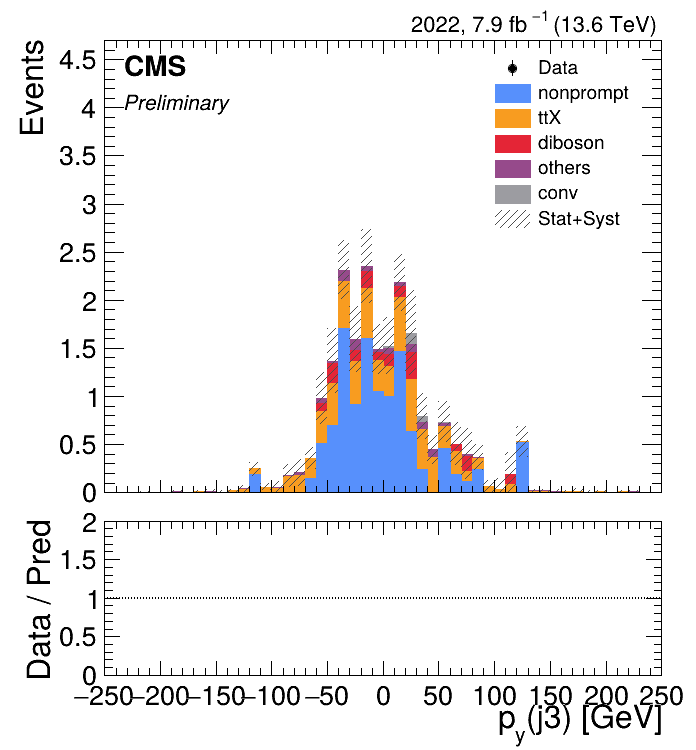 2022, 7.9 fb⁻¹ (13.6 TeV)
CMS
Preliminary
Events
4.5
4
3.5
3
2.5
2
1.5
1
0.5
0
Data
nonprompt
ttX
diboson
others
conv
Stat+Syst
Data / Pred
2
1.5
1
0.5
0
−250 −200 −150 −100 −50 0 50 100 150 200 250
p_y(j3) [GeV]